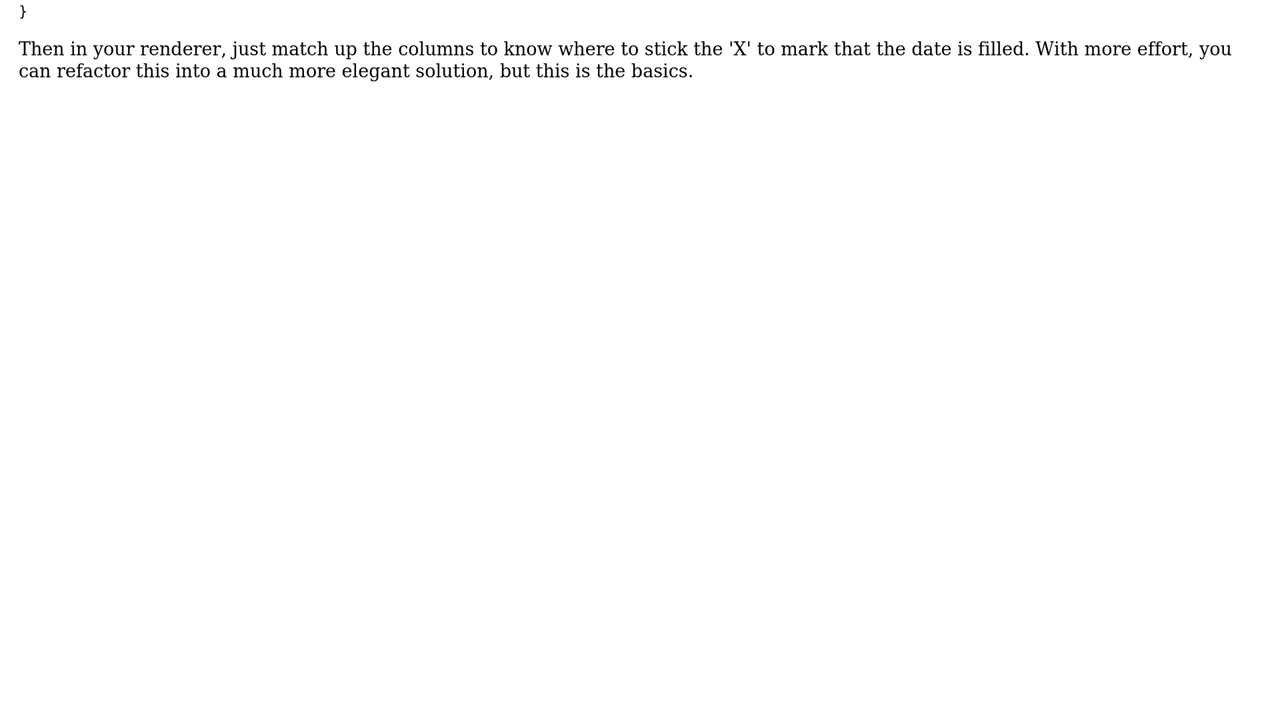 }
Then in your renderer, just match up the columns to know where to stick the 'X' to mark that the date is filled. With more effort, you
can refactor this into a much more elegant solution, but this is the basics.